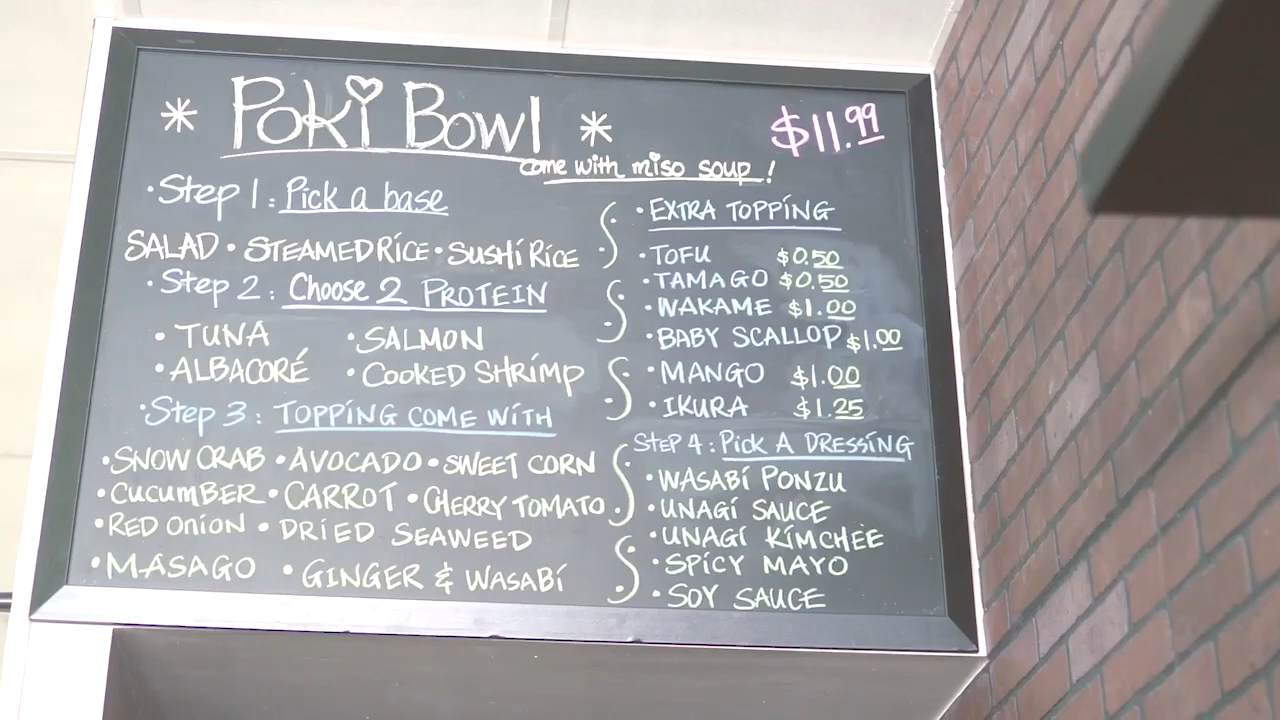 * Poki Bowl *
$11.99
come with miso soup!
• Step 1: Pick a base
SALAD • STEAMED RICE • SUSHI RICE
• Step 2: Choose 2 PROTEIN
• TUNA • SALMON
• ALBACORÉ • COOKED SHRIMP
• Step 3: TOPPING COME WITH
• SNOW CRAB • AVOCADO • SWEET CORN
• CUCUMBER • CARROT • CHERRY TOMATO
• RED ONION • DRIED SEAWEED
• MASAGO • GINGER & WASABI
• EXTRA TOPPING
• TOFU $0.50
• TAMAGO $0.50
• WAKAME $1.00
• BABY SCALLOP $1.00
• MANGO $1.00
• IKURA $1.25
STEP 4: Pick A DRESSING
• WASABI PONZU
• UNAGI SAUCE
• UNAGI KIMCHEE
• SPICY MAYO
• SOY SAUCE